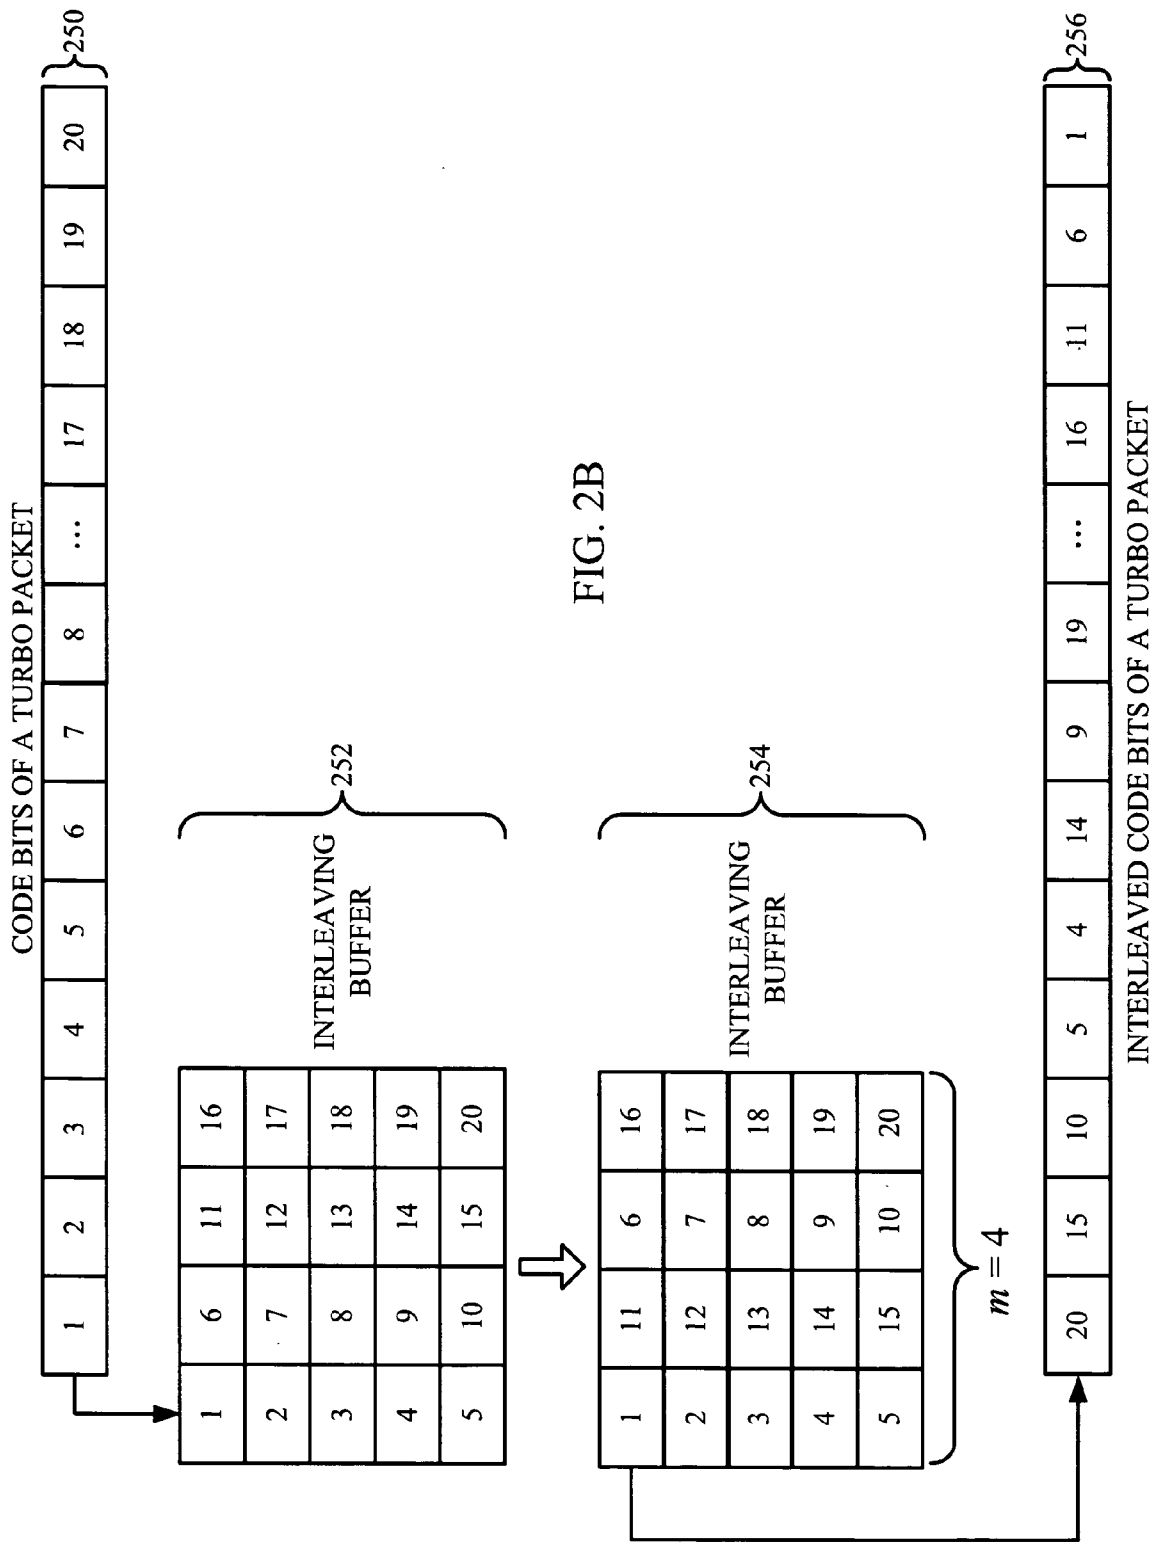 CODE BITS OF A TURBO PACKET
1 2 3 4 5 6 7 8 ... 17 18 19 20
250
1 6 11 16
2 7 12 17
3 8 13 18
4 9 14 19
5 10 15 20
INTERLEAVING
BUFFER
252
1 11 6 16
2 12 7 17
3 13 8 18
4 14 9 19
5 15 10 20
INTERLEAVING
BUFFER
254
m = 4
FIG. 2B
20 15 10 5 4 14 9 19 ... 16 11 6 1
256
INTERLEAVED CODE BITS OF A TURBO PACKET